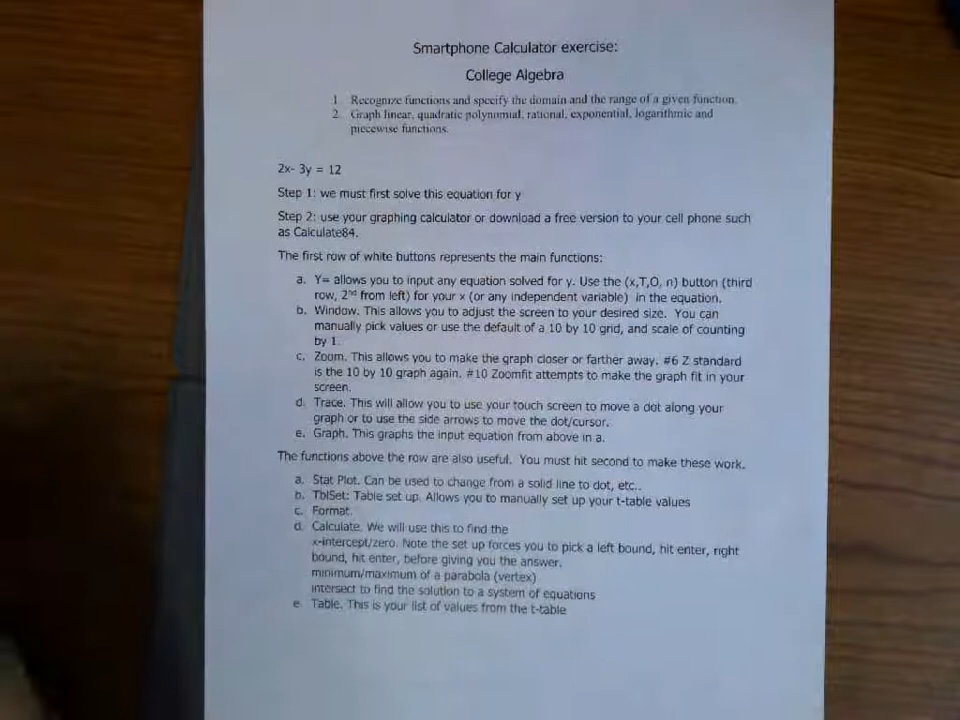 Smartphone Calculator exercise:
College Algebra
1. Recognize functions and specify the domain and the range of a given function.
2. Graph linear, quadratic polynomial, rational, exponential, logarithmic and
piecewise functions.
2x- 3y = 12
Step 1: we must first solve this equation for y
Step 2: use your graphing calculator or download a free version to your cell phone such
as Calculate84.
The first row of white buttons represents the main functions:
a. Y= allows you to input any equation solved for y. Use the (x,T,O, n) button (third
row, 2nd from left) for your x (or any independent variable) in the equation.
b. Window. This allows you to adjust the screen to your desired size. You can
manually pick values or use the default of a 10 by 10 grid, and scale of counting
by 1.
c. Zoom. This allows you to make the graph closer or farther away. #6 Z standard
is the 10 by 10 graph again. #10 Zoomfit attempts to make the graph fit in your
screen.
d. Trace. This will allow you to use your touch screen to move a dot along your
graph or to use the side arrows to move the dot/cursor.
e. Graph. This graphs the input equation from above in a.
The functions above the row are also useful. You must hit second to make these work.
a. Stat Plot. Can be used to change from a solid line to dot, etc..
b. TblSet: Table set up. Allows you to manually set up your t-table values
c. Format.
d. Calculate. We will use this to find the
x-intercept/zero. Note the set up forces you to pick a left bound, hit enter, right
bound, hit enter, before giving you the answer.
minimum/maximum of a parabola (vertex)
intersect to find the solution to a system of equations
e. Table. This is your list of values from the t-table